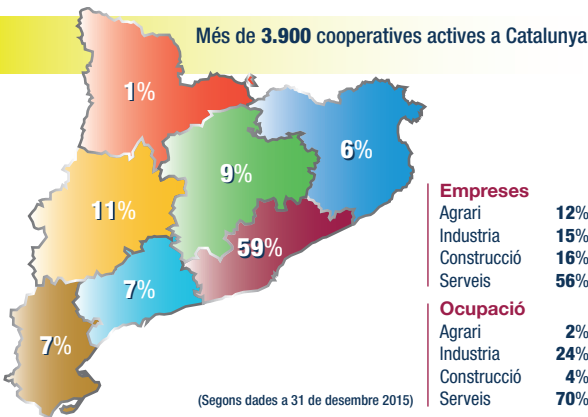 Més de 3.900 cooperatives actives a Catalunya
1%
6%
9%
11%
59%
7%
7%
Empreses
Agrari 12%
Industria 15%
Construcció 16%
Serveis 56%
Ocupació
Agrari 2%
Industria 24%
Construcció 4%
Serveis 70%
(Segons dades a 31 de desembre 2015)